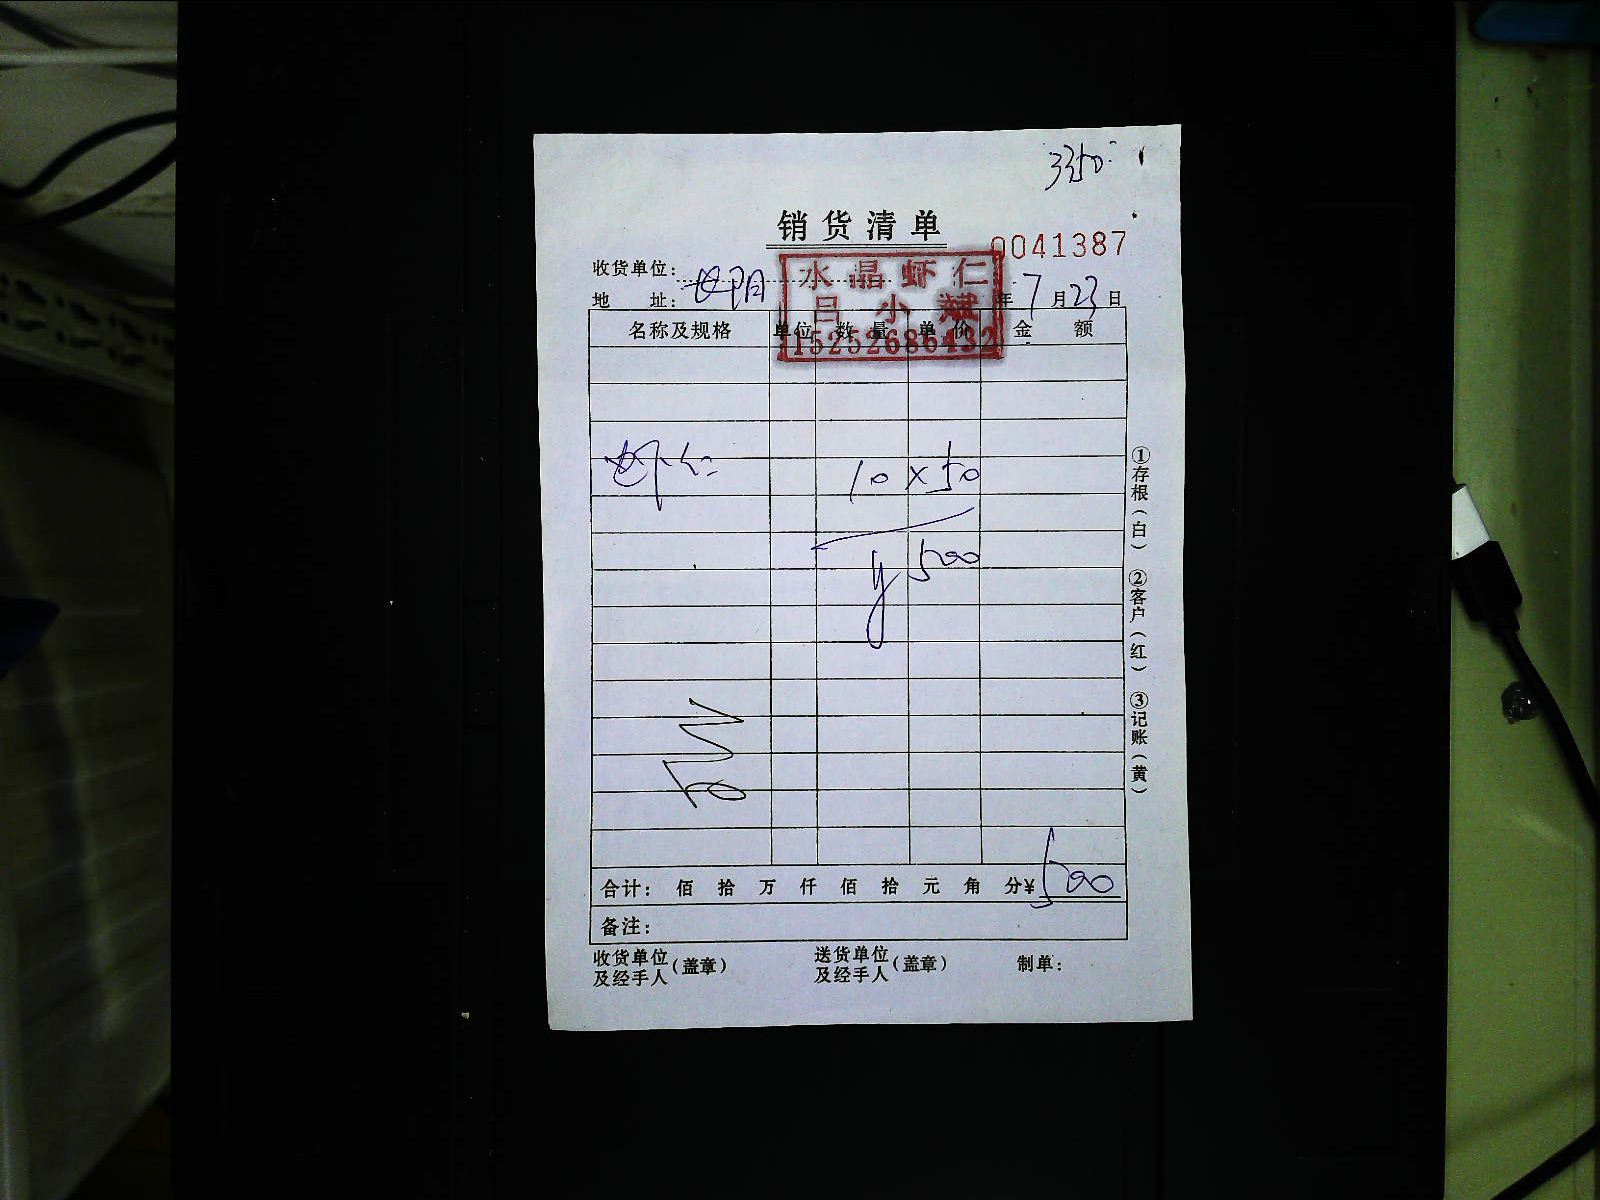 3350
销货清单
0041387
收货单位：
水晶虾仁
地 址： 年 7 月 23 日
吕小斌
名称及规格 单位 数量 单价 金额
15252686432
虾仁 10 x 50
¥ 500
合计： 佰 拾 万 仟 佰 拾 元 角 分¥ 500
备注：
收货单位及经手人（盖章） 送货单位及经手人（盖章） 制单：
①存根（白） ②客户（红） ③记账（黄）